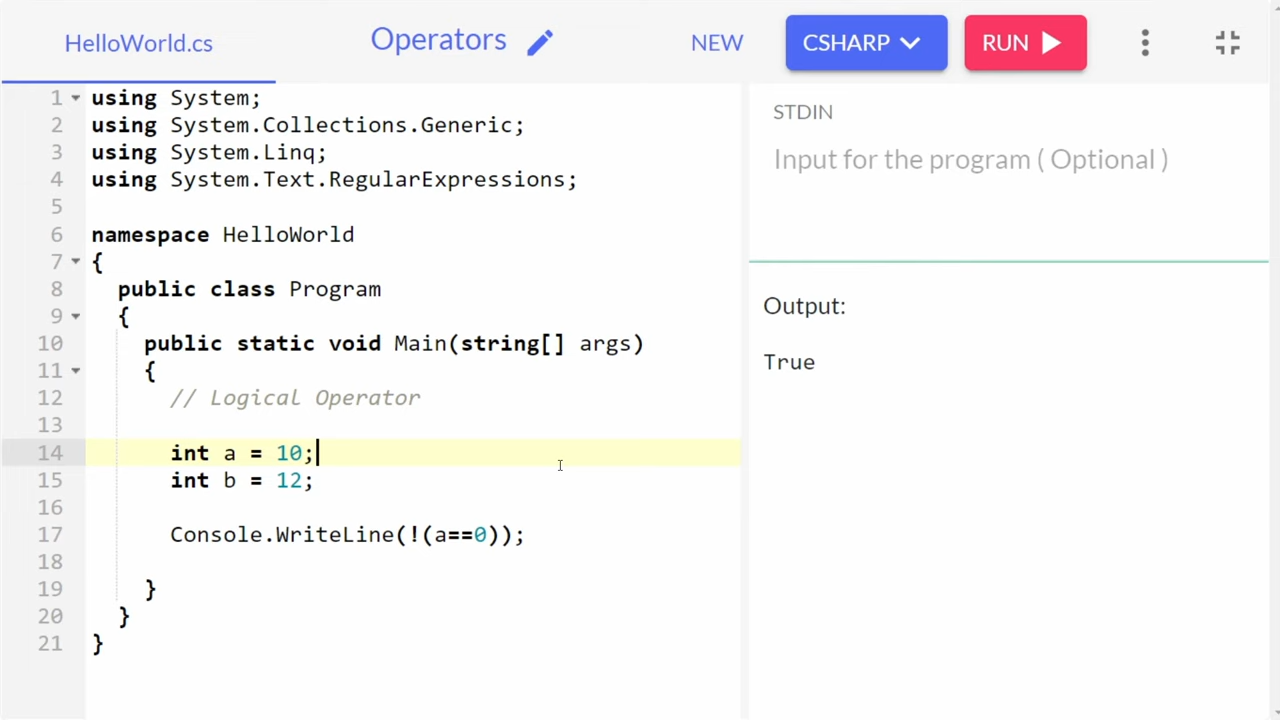 HelloWorld.cs
Operators
NEW
CSHARP
RUN
1 using System;
2 using System.Collections.Generic;
3 using System.Linq;
4 using System.Text.RegularExpressions;
5
6 namespace HelloWorld
7 {
8 public class Program
9 {
10 public static void Main(string[] args)
11 {
12 // Logical Operator
13
14 int a = 10;
15 int b = 12;
16
17 Console.WriteLine(!(a==0));
18
19 }
20 }
21 }
STDIN
Input for the program ( Optional )
Output:
True